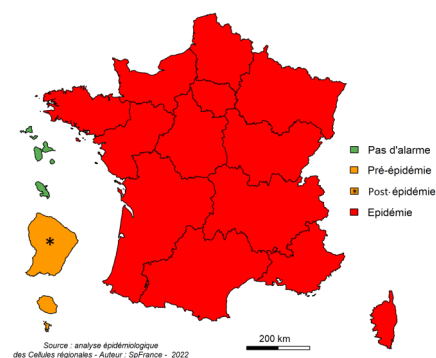 Pas d'alarme
Pré-épidémie
* Post-épidémie
Epidémie
*
200 km
Source : analyse épidémiologique
des Cellules régionales - Auteur : SpFrance - 2022